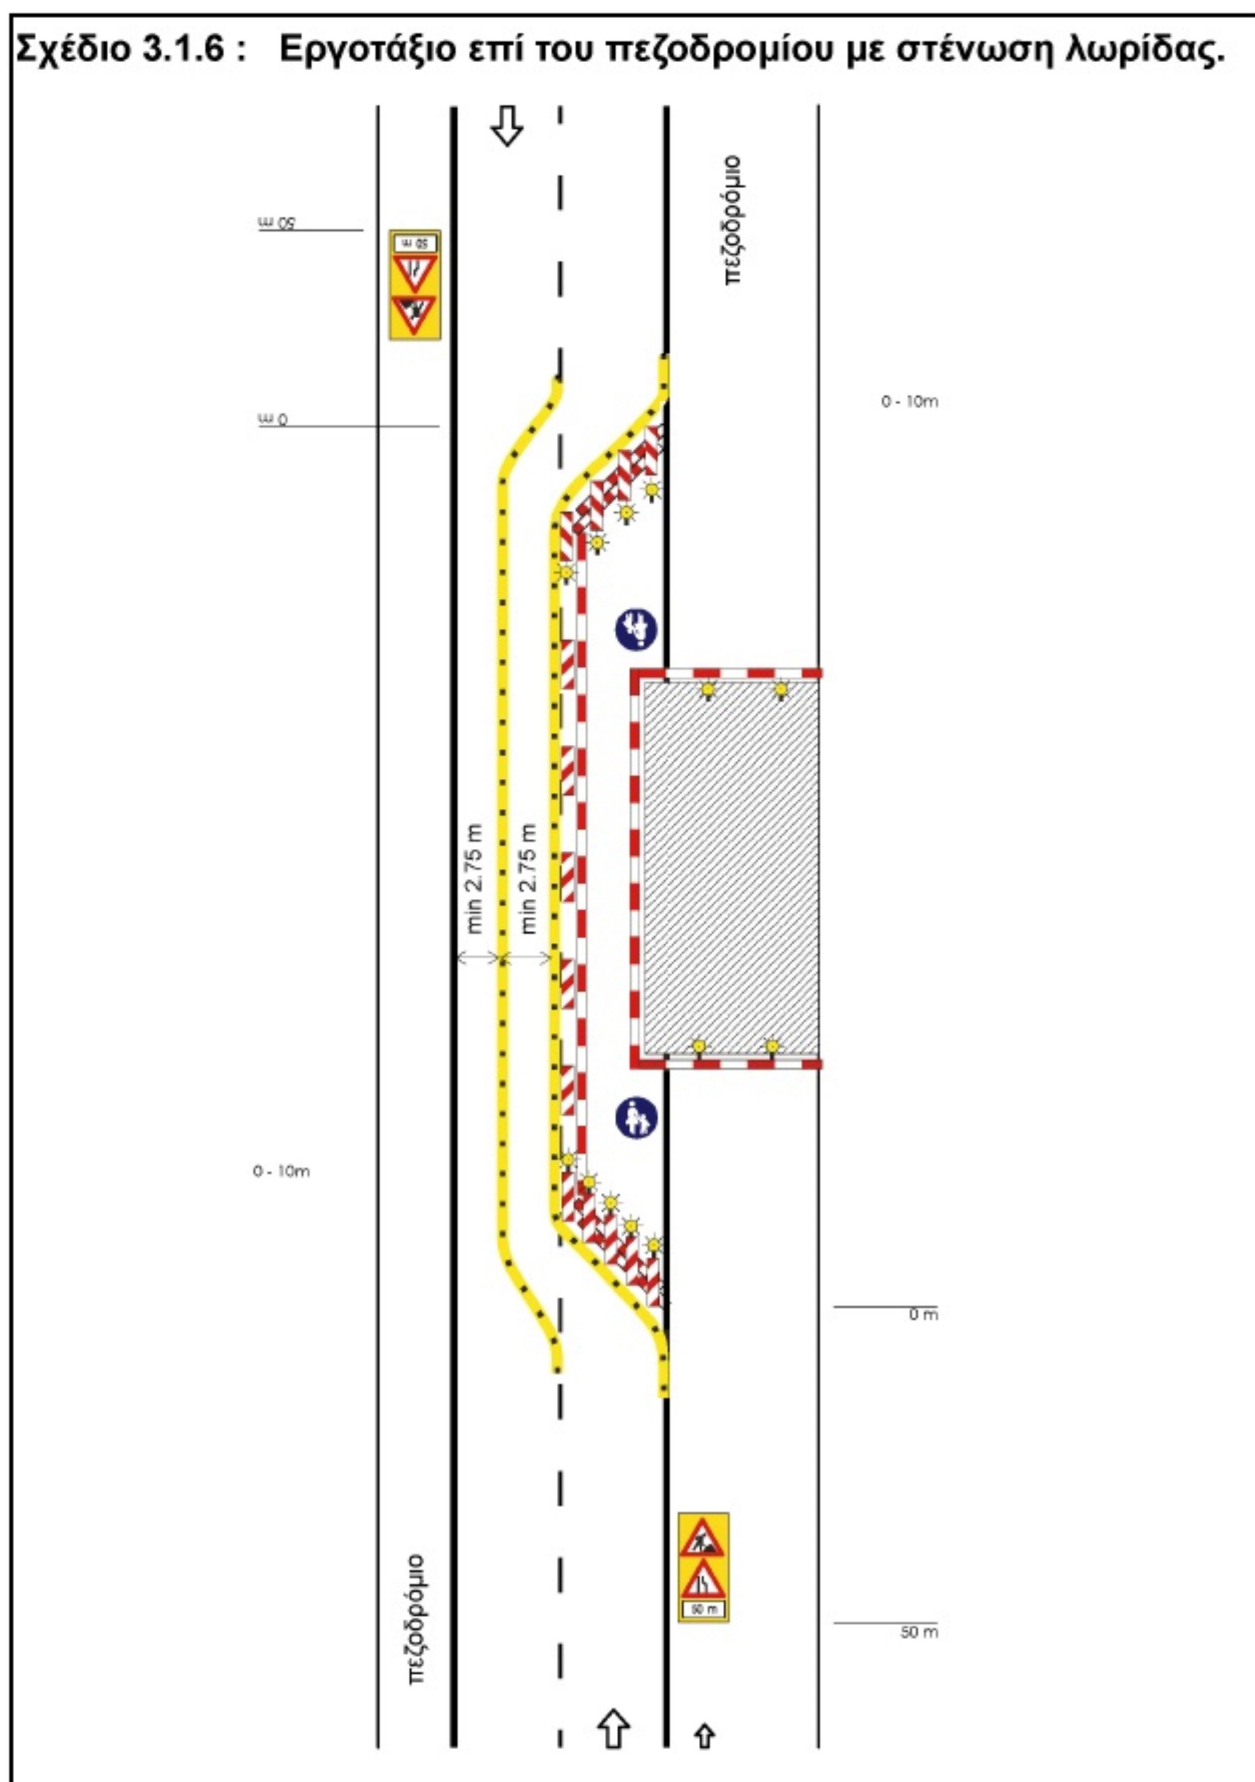 Σχέδιο 3.1.6 : Εργοτάξιο επί του πεζοδρομίου με στένωση λωρίδας.
πεζοδρόμιο
50 m
50 m
0 m
0 - 10m
min 2.75 m
min 2.75 m
0 - 10m
0 m
50 m
50 m
πεζοδρόμιο